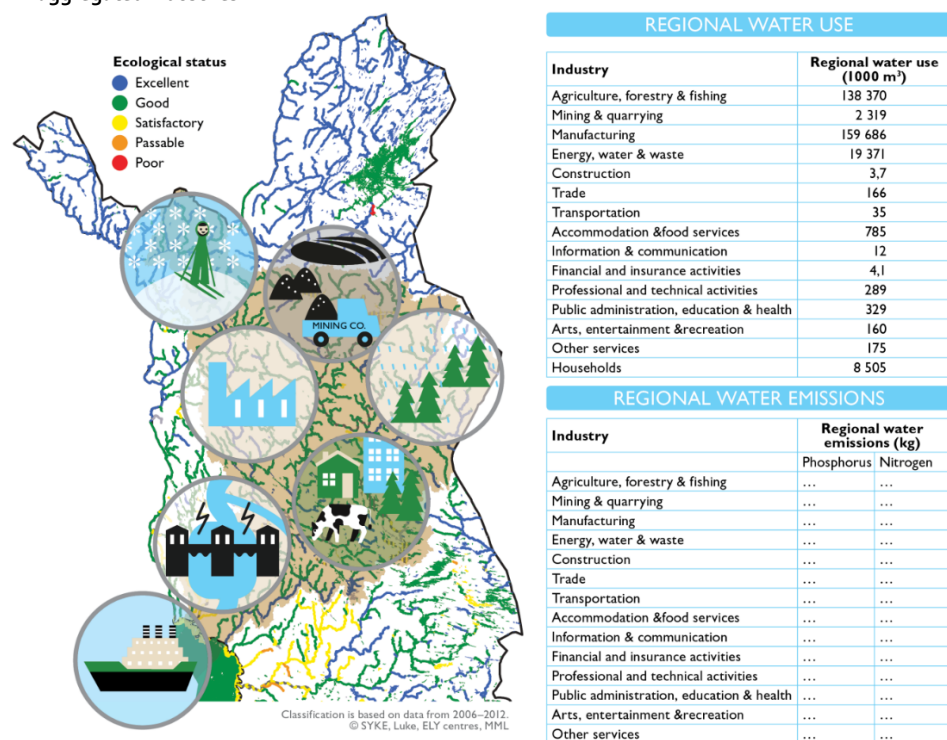 Ecological status
Excellent
Good
Satisfactory
Passable
Poor
MINING CO.
Classification is based on data from 2006–2012.
© SYKE, Luke, ELY centres, MML
REGIONAL WATER USE
Industry Regional water use (1000 m³)
Agriculture, forestry & fishing 138 370
Mining & quarrying 2 319
Manufacturing 159 686
Energy, water & waste 19 371
Construction 3,7
Trade 166
Transportation 35
Accommodation &food services 785
Information & communication 12
Financial and insurance activities 4,1
Professional and technical activities 289
Public administration, education & health 329
Arts, entertainment &recreation 160
Other services 175
Households 8 505
REGIONAL WATER EMISSIONS
Industry Regional water emissions (kg)
Phosphorus Nitrogen
Agriculture, forestry & fishing ... ...
Mining & quarrying ... ...
Manufacturing ... ...
Energy, water & waste ... ...
Construction ... ...
Trade ... ...
Transportation ... ...
Accommodation &food services ... ...
Information & communication ... ...
Financial and insurance activities ... ...
Professional and technical activities ... ...
Public administration, education & health ... ...
Arts, entertainment &recreation ... ...
Other services ... ...